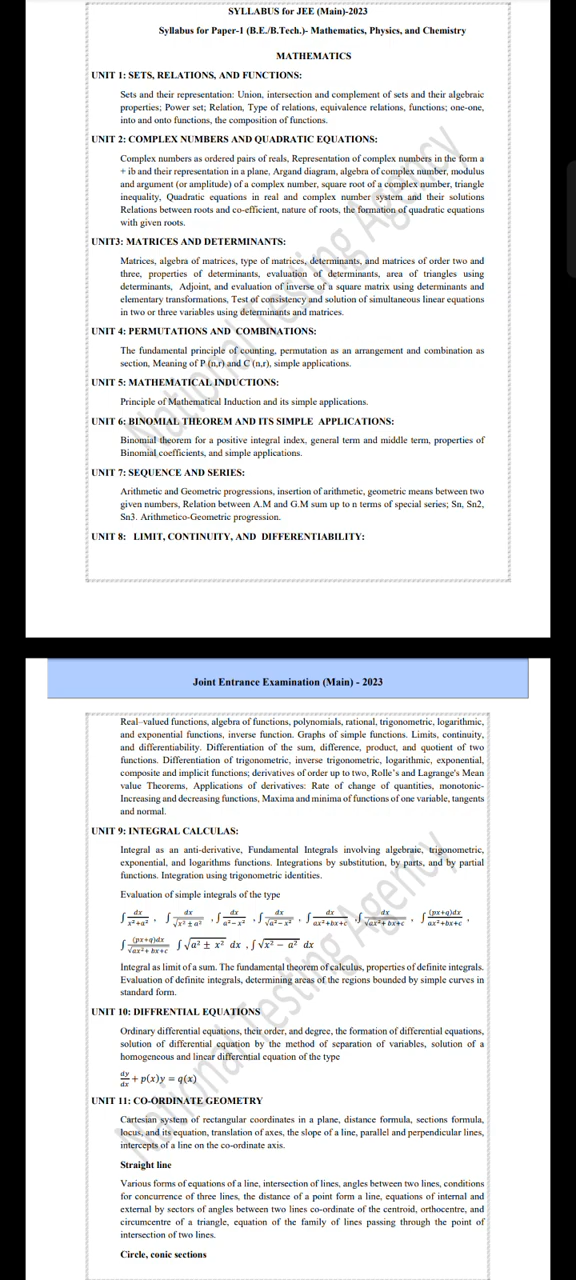 SYLLABUS for JEE (Main)-2023
Syllabus for Paper-1 (B.E./B.Tech.)- Mathematics, Physics, and Chemistry
MATHEMATICS
UNIT 1: SETS, RELATIONS, AND FUNCTIONS:
Sets and their representation: Union, intersection and complement of sets and their algebraic
properties; Power set; Relation, Type of relations, equivalence relations, functions; one-one,
into and onto functions, the composition of functions.
UNIT 2: COMPLEX NUMBERS AND QUADRATIC EQUATIONS:
Complex numbers as ordered pairs of reals, Representation of complex numbers in the form a
+ ib and their representation in a plane, Argand diagram, algebra of complex number, modulus
and argument (or amplitude) of a complex number, square root of a complex number, triangle
inequality, Quadratic equations in real and complex number system and their solutions
Relations between roots and co-efficient, nature of roots, the formation of quadratic equations
with given roots.
UNIT3: MATRICES AND DETERMINANTS:
Matrices, algebra of matrices, type of matrices, determinants, and matrices of order two and
three, properties of determinants, evaluation of determinants, area of triangles using
determinants, Adjoint, and evaluation of inverse of a square matrix using determinants and
elementary transformations, Test of consistency and solution of simultaneous linear equations
in two or three variables using determinants and matrices.
UNIT 4: PERMUTATIONS AND COMBINATIONS:
The fundamental principle of counting, permutation as an arrangement and combination as
section, Meaning of P (n,r) and C (n,r), simple applications.
UNIT 5: MATHEMATICAL INDUCTIONS:
Principle of Mathematical Induction and its simple applications.
UNIT 6: BINOMIAL THEOREM AND ITS SIMPLE APPLICATIONS:
Binomial theorem for a positive integral index, general term and middle term, properties of
Binomial coefficients, and simple applications.
UNIT 7: SEQUENCE AND SERIES:
Arithmetic and Geometric progressions, insertion of arithmetic, geometric means between two
given numbers, Relation between A.M and G.M sum up to n terms of special series; Sn, Sn2,
Sn3. Arithmetico-Geometric progression.
UNIT 8: LIMIT, CONTINUITY, AND DIFFERENTIABILITY:
National Testing Agency
Joint Entrance Examination (Main) - 2023
Real–valued functions, algebra of functions, polynomials, rational, trigonometric, logarithmic,
and exponential functions, inverse function. Graphs of simple functions. Limits, continuity,
and differentiability. Differentiation of the sum, difference, product, and quotient of two
functions. Differentiation of trigonometric, inverse trigonometric, logarithmic, exponential,
composite and implicit functions; derivatives of order up to two, Rolle's and Lagrange's Mean
value Theorems, Applications of derivatives: Rate of change of quantities, monotonic-
Increasing and decreasing functions, Maxima and minima of functions of one variable, tangents
and normal.
UNIT 9: INTEGRAL CALCULAS:
Integral as an anti-derivative, Fundamental Integrals involving algebraic, trigonometric,
exponential, and logarithms functions. Integrations by substitution, by parts, and by partial
functions. Integration using trigonometric identities.
Evaluation of simple integrals of the type
∫ dx/(x²+a²) , ∫ dx/√(x² ± a²) , ∫ dx/(a²− x²) , ∫ dx/√(a²− x²) , ∫ dx/(ax²+bx+c) , ∫ dx/√(ax²+ bx+c) , ∫ (px+q)dx/(ax²+bx+c) ,
∫ (px+q)dx/√(ax²+ bx+c) ∫ √(a² ± x²) dx , ∫ √(x² − a²) dx
Integral as limit of a sum. The fundamental theorem of calculus, properties of definite integrals.
Evaluation of definite integrals, determining areas of the regions bounded by simple curves in
standard form.
UNIT 10: DIFFRENTIAL EQUATIONS
Ordinary differential equations, their order, and degree, the formation of differential equations,
solution of differential equation by the method of separation of variables, solution of a
homogeneous and linear differential equation of the type
dy/dx + p(x)y = q(x)
UNIT 11: CO-ORDINATE GEOMETRY
Cartesian system of rectangular coordinates in a plane, distance formula, sections formula,
locus, and its equation, translation of axes, the slope of a line, parallel and perpendicular lines,
intercepts of a line on the co-ordinate axis.
Straight line
Various forms of equations of a line, intersection of lines, angles between two lines, conditions
for concurrence of three lines, the distance of a point form a line, equations of internal and
external by sectors of angles between two lines co-ordinate of the centroid, orthocentre, and
circumcentre of a triangle, equation of the family of lines passing through the point of
intersection of two lines.
Circle, conic sections
National Testing Agency